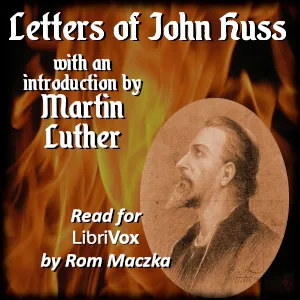 Letters of John Huss
with an
introduction by
Martin
Luther
Read for
LibriVox
by Rom Maczka